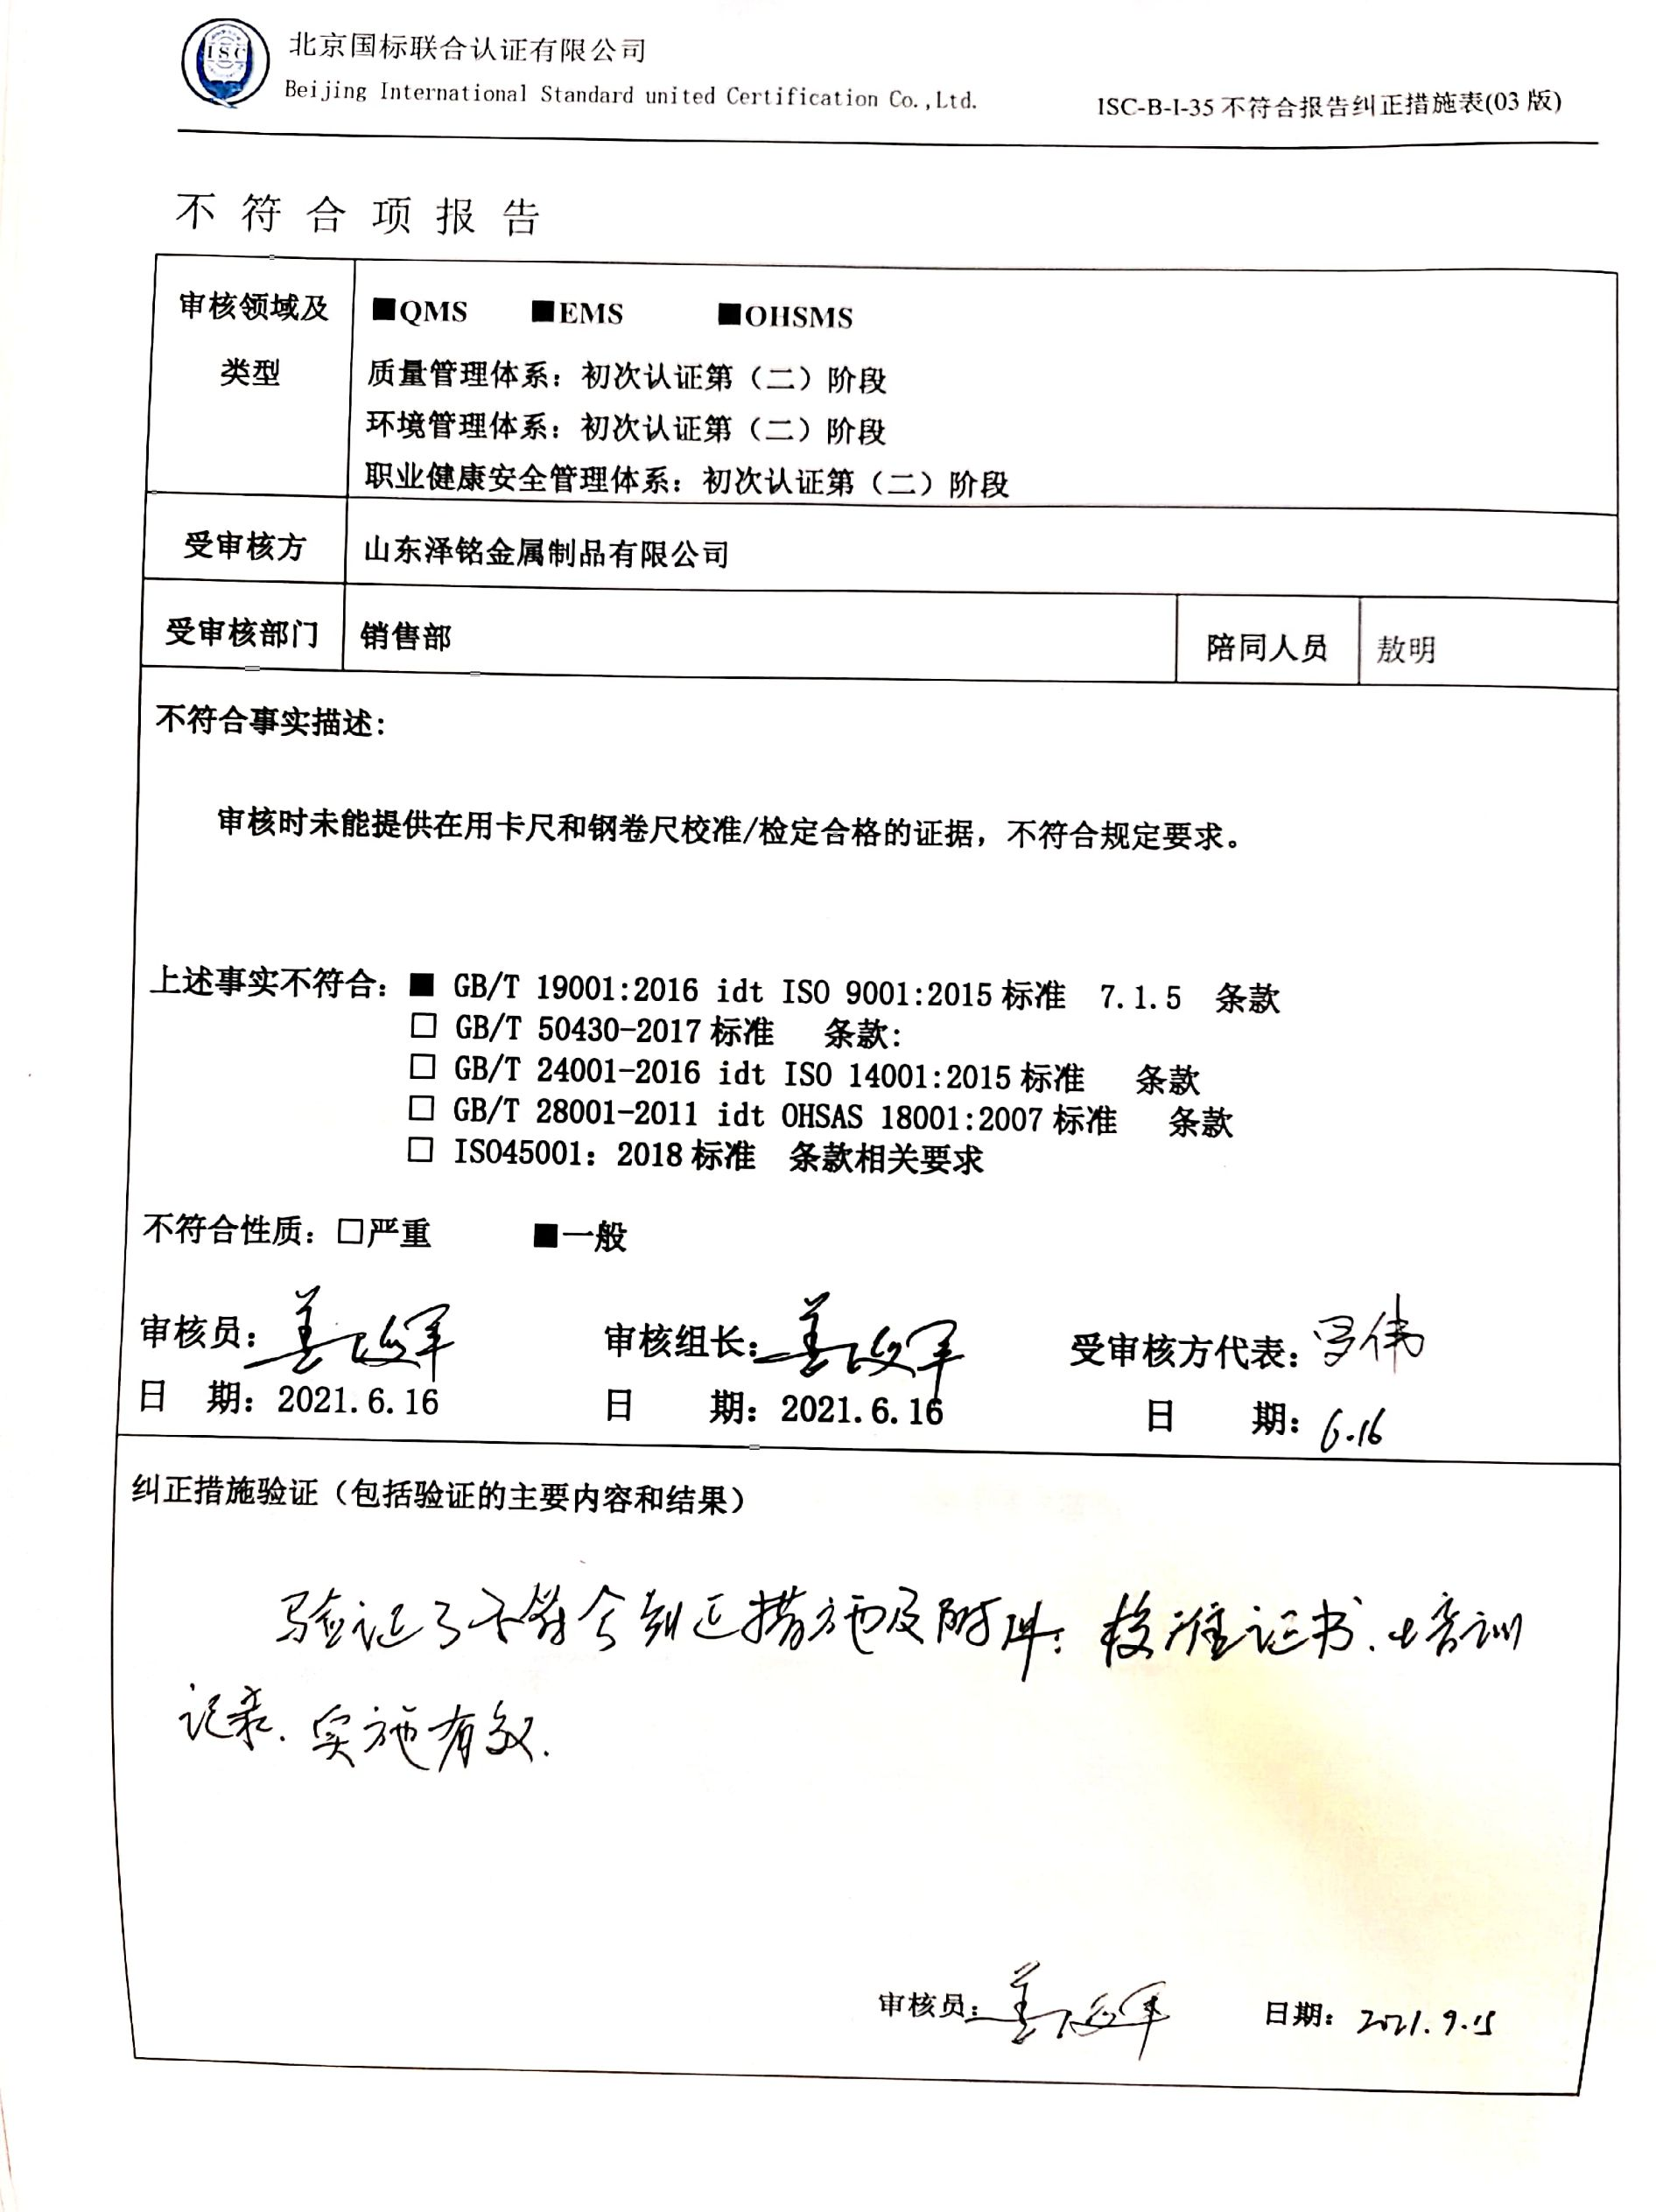 ISC
北京国标联合认证有限公司
Beijing International Standard united Certification Co.,Ltd.
ISC-B-I-35 不符合报告纠正措施表(03 版)
不符合项报告
审核领域及类型
■QMS ■EMS ■OHSMS
质量管理体系：初次认证第（二）阶段
环境管理体系：初次认证第（二）阶段
职业健康安全管理体系：初次认证第（二）阶段
受审核方 山东泽铭金属制品有限公司
受审核部门 销售部 陪同人员 敖明
不符合事实描述：
审核时未能提供在用卡尺和钢卷尺校准/检定合格的证据，不符合规定要求。
上述事实不符合：■ GB/T 19001:2016 idt ISO 9001:2015 标准 7.1.5 条款
□ GB/T 50430-2017 标准 条款：
□ GB/T 24001-2016 idt ISO 14001:2015 标准 条款
□ GB/T 28001-2011 idt OHSAS 18001:2007 标准 条款
□ ISO45001：2018 标准 条款相关要求
不符合性质：□严重 ■一般
审核员： 审核组长： 受审核方代表：
日 期：2021.6.16 日 期：2021.6.16 日 期：6.16
纠正措施验证（包括验证的主要内容和结果）
验证了不符合纠正措施及附件：校准证书、培训
记录、实施有效.
审核员： 日期：2021.9.15